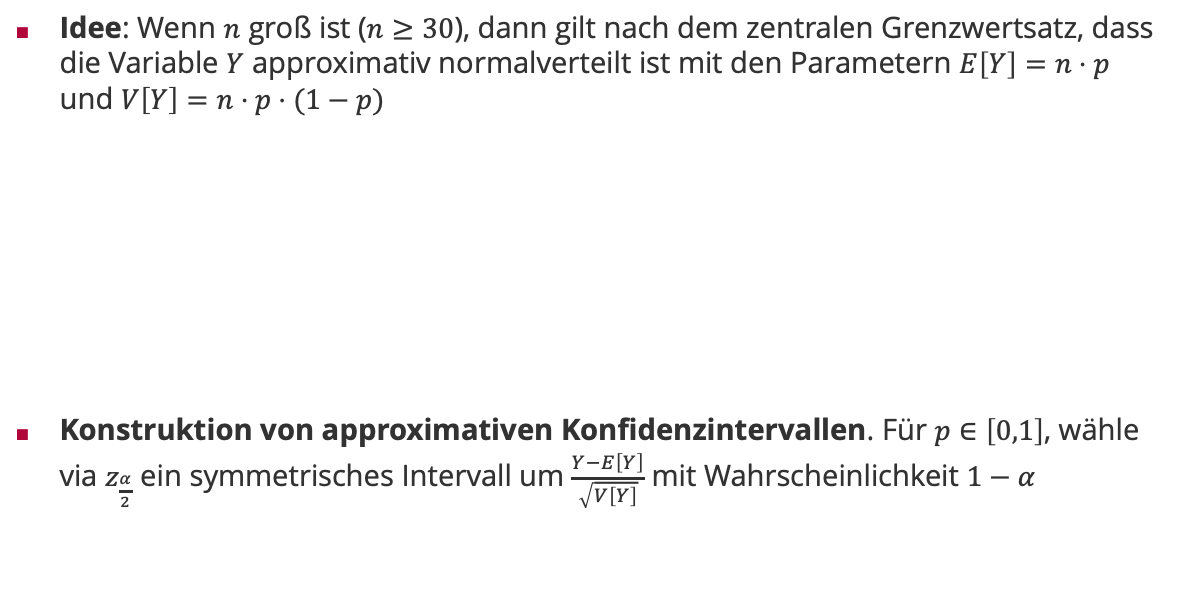 ▪ Idee: Wenn n groß ist (n ≥ 30), dann gilt nach dem zentralen Grenzwertsatz, dass
die Variable Y approximativ normalverteilt ist mit den Parametern E[Y] = n · p
und V[Y] = n · p · (1 − p)
▪ Konstruktion von approximativen Konfidenzintervallen. Für p ∈ [0,1], wähle
via z_{α/2} ein symmetrisches Intervall um (Y−E[Y])/√V[Y] mit Wahrscheinlichkeit 1 − α